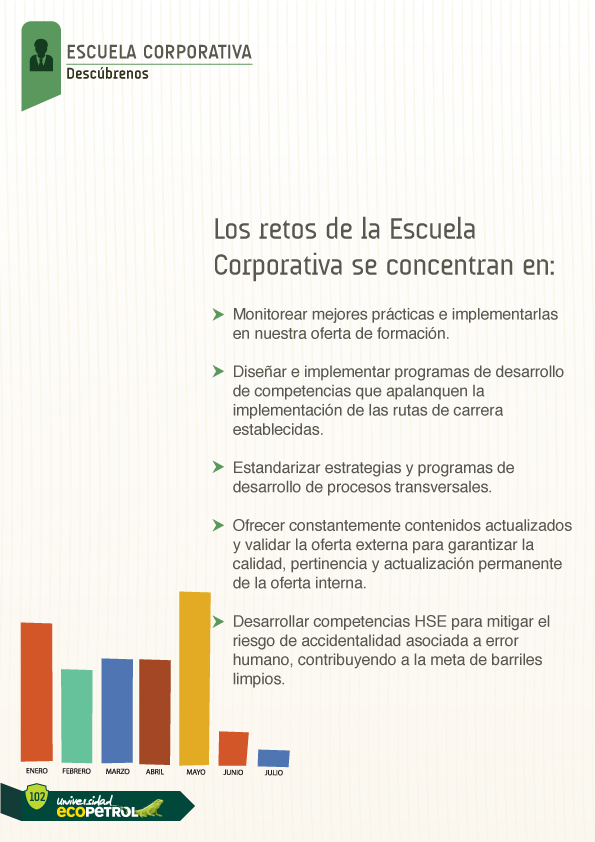 ESCUELA CORPORATIVA
Descúbrenos
Los retos de la Escuela
Corporativa se concentran en:
Monitorear mejores prácticas e implementarlas
en nuestra oferta de formación.
Diseñar e implementar programas de desarrollo
de competencias que apalanquen la
implementación de las rutas de carrera
establecidas.
Estandarizar estrategias y programas de
desarrollo de procesos transversales.
Ofrecer constantemente contenidos actualizados
y validar la oferta externa para garantizar la
calidad, pertinencia y actualización permanente
de la oferta interna.
Desarrollar competencias HSE para mitigar el
riesgo de accidentalidad asociada a error
humano, contribuyendo a la meta de barriles
limpios.
ENERO FEBRERO MARZO ABRIL MAYO JUNIO JULIO
102
universidad
ecopetrol